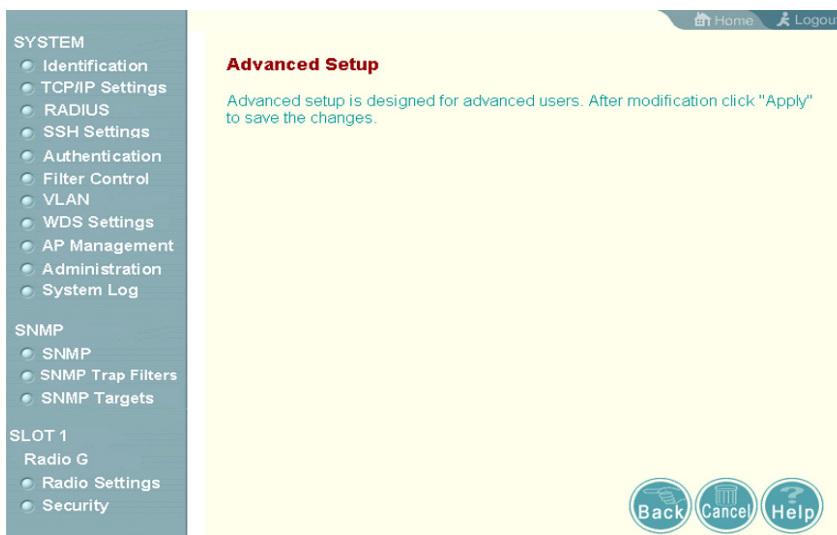 Home
Logou
SYSTEM
Identification
TCP/IP Settings
RADIUS
SSH Settings
Authentication
Filter Control
VLAN
WDS Settings
AP Management
Administration
System Log
SNMP
SNMP
SNMP Trap Filters
SNMP Targets
SLOT 1
Radio G
Radio Settings
Security
Advanced Setup
Advanced setup is designed for advanced users. After modification click "Apply"
to save the changes.
Back
Cancel
Help